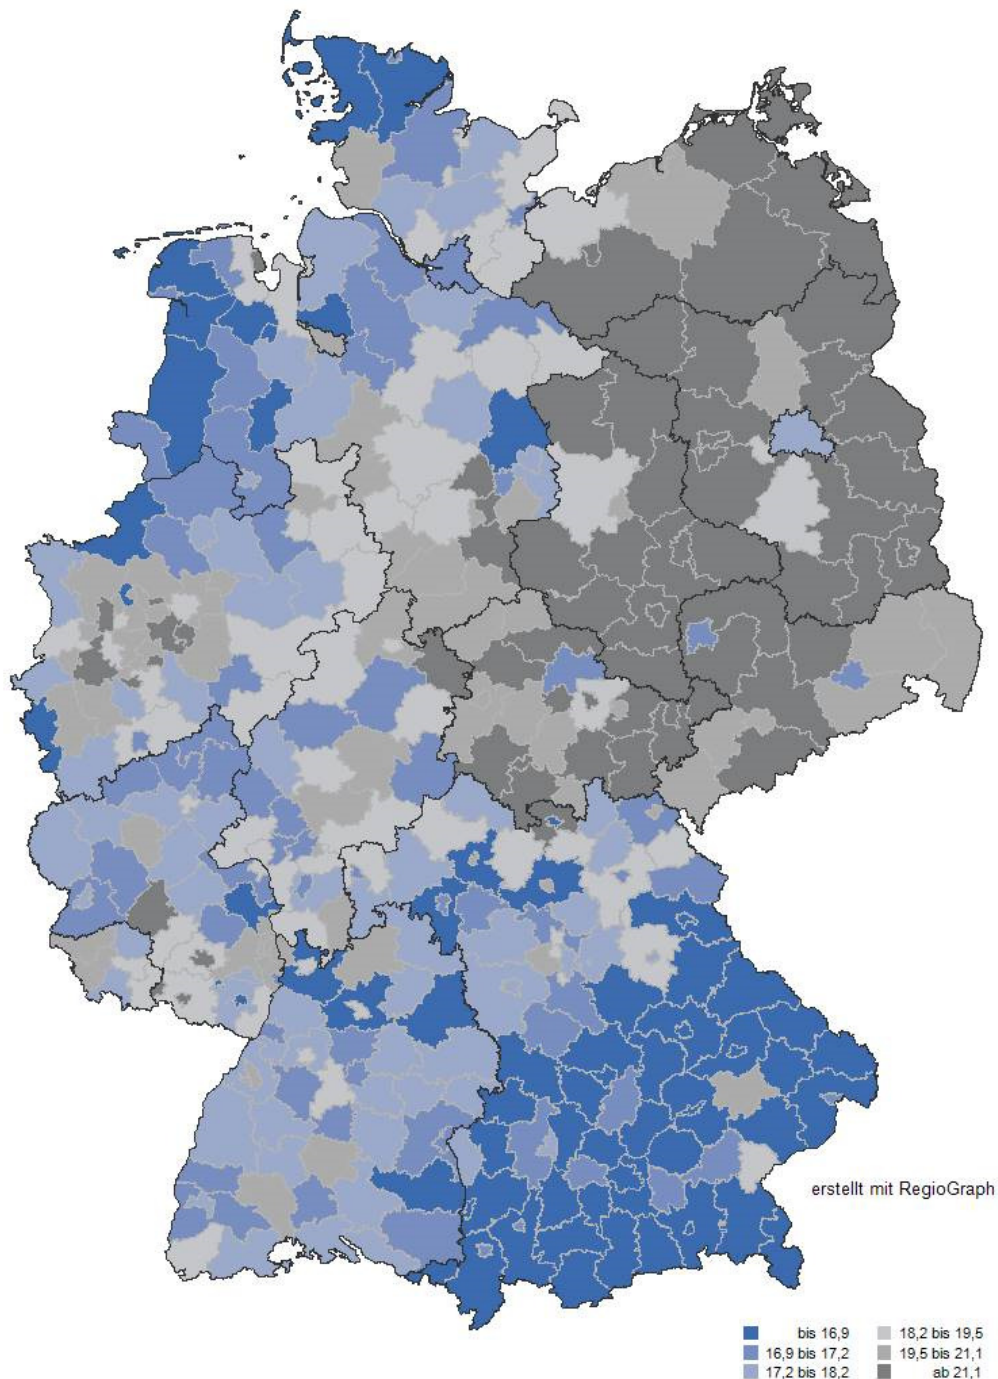 erstellt mit RegioGraph
bis 16,9
16,9 bis 17,2
17,2 bis 18,2
18,2 bis 19,5
19,5 bis 21,1
ab 21,1